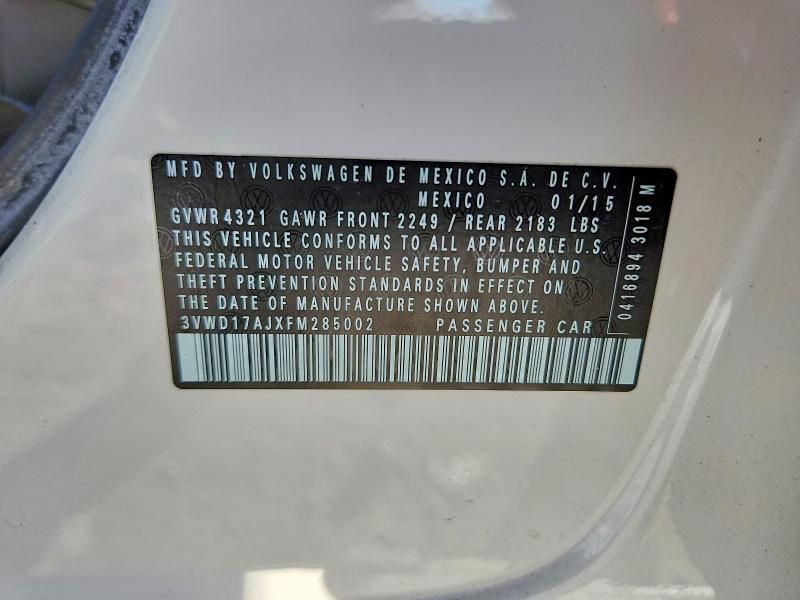 MFD BY VOLKSWAGEN DE MEXICO S.A. DE C.V.
MEXICO 01/15
GVWR 4321 GAWR FRONT 2249 / REAR 2183 LBS
THIS VEHICLE CONFORMS TO ALL APPLICABLE U.S
FEDERAL MOTOR VEHICLE SAFETY, BUMPER AND
THEFT PREVENTION STANDARDS IN EFFECT ON
THE DATE OF MANUFACTURE SHOWN ABOVE.
3VWD17AJXFM285002 PASSENGER CAR
0416894 3018 M